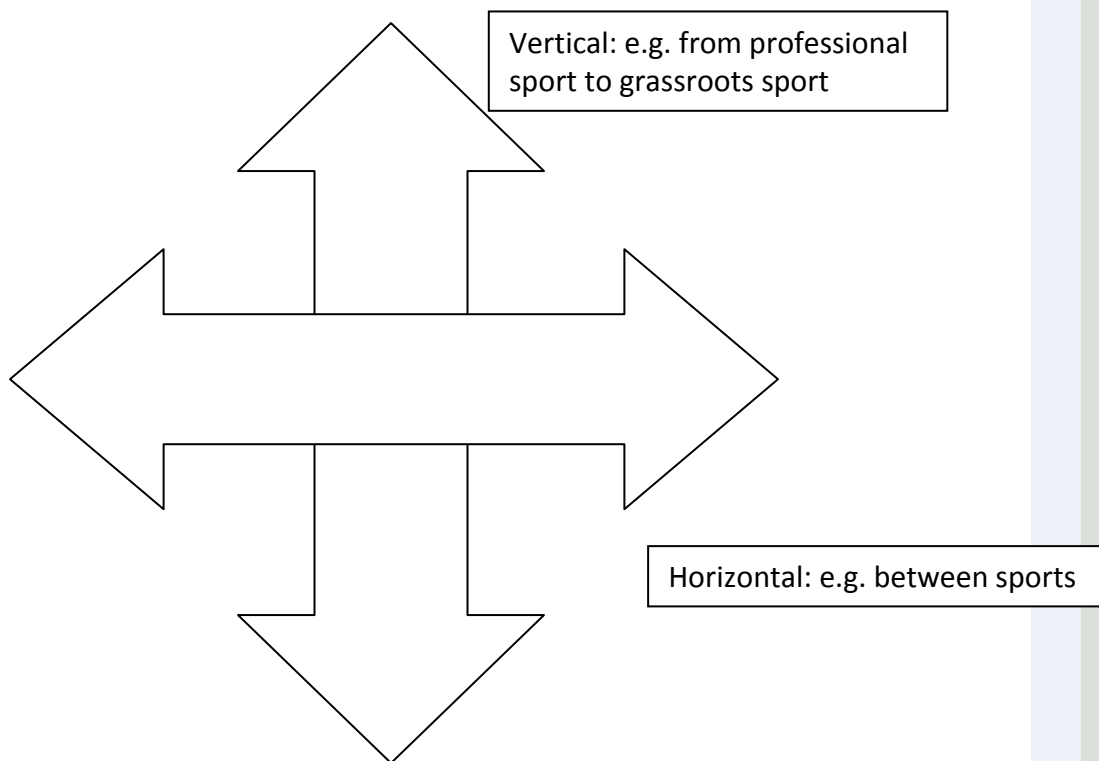 Vertical: e.g. from professional
sport to grassroots sport
Horizontal: e.g. between sports